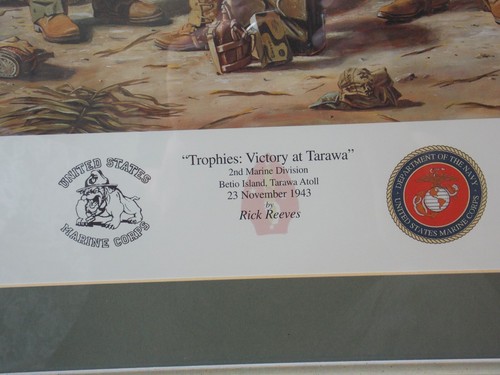 "Trophies: Victory at Tarawa"
2nd Marine Division
Betio Island, Tarawa Atoll
23 November 1943
by
Rick Reeves
UNITED STATES
MARINE CORPS
DEPARTMENT OF THE NAVY
UNITED STATES MARINE CORPS